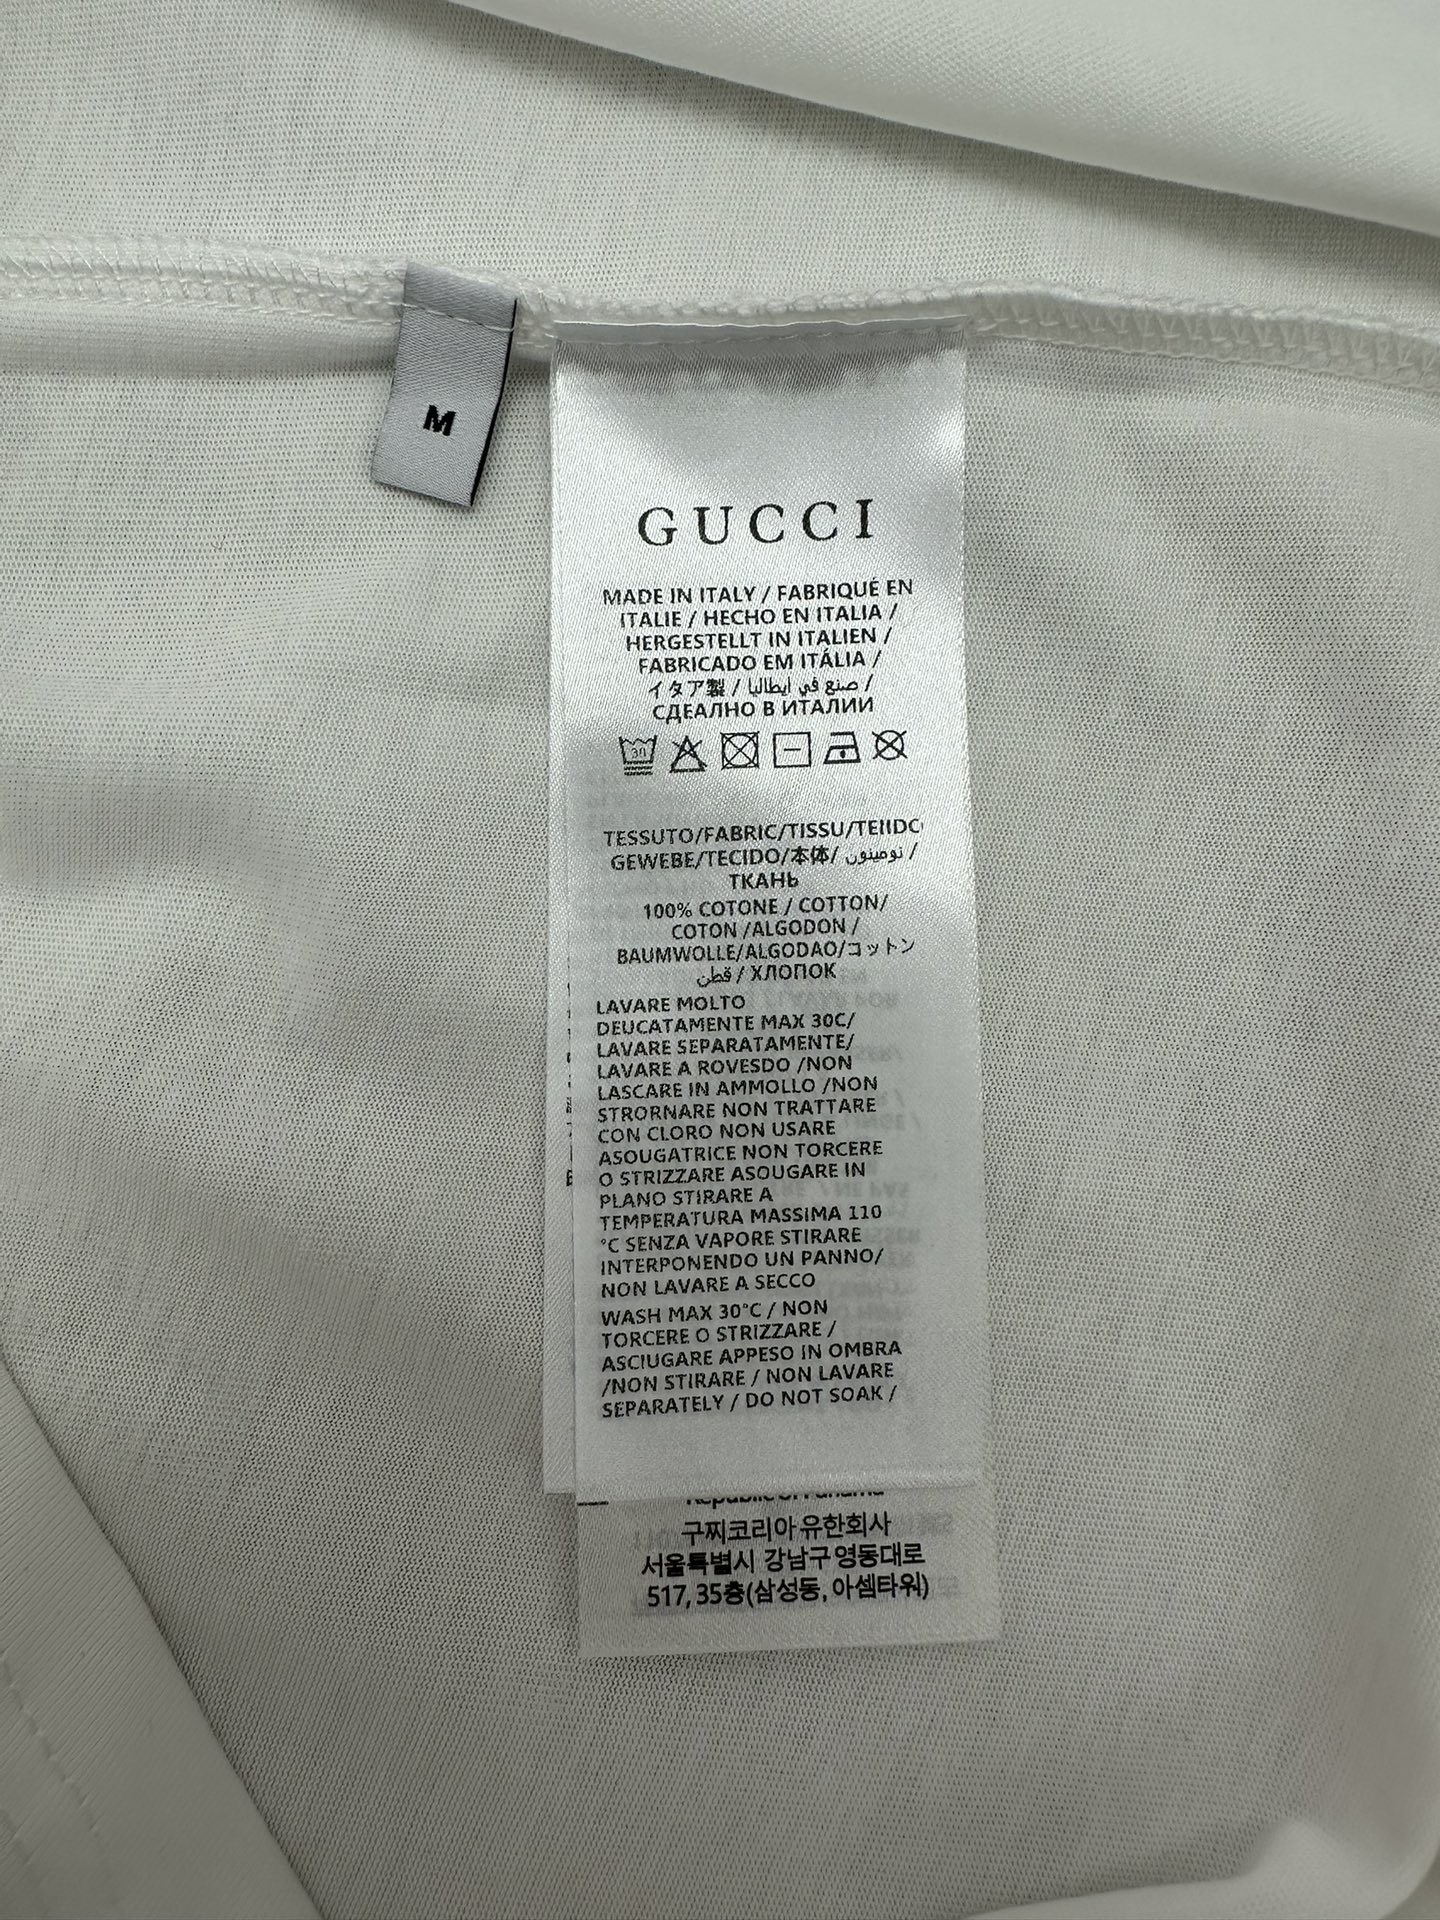 M
GUCCI
MADE IN ITALY / FABRIQUÉ EN
ITALIE / HECHO EN ITALIA /
HERGESTELLT IN ITALIEN /
FABRICADO EM ITÁLIA /
イタア製 / صنع في ايطاليا /
СДЕАЛНО В ИТАЛИИ
30
TESSUTO/FABRIC/TISSU/TEIIDO
GEWEBE/TECIDO/本体/ نومينون /
ТКАНЬ
100% COTONE / COTTON/
COTON /ALGODON /
BAUMWOLLE/ALGODAO/コットン
قطن / ХЛОПОК
LAVARE MOLTO
DEUCATAMENTE MAX 30C/
LAVARE SEPARATAMENTE/
LAVARE A ROVESDO /NON
LASCARE IN AMMOLLO /NON
STRORNARE NON TRATTARE
CON CLORO NON USARE
ASOUGATRICE NON TORCERE
O STRIZZARE ASOUGARE IN
PLANO STIRARE A
TEMPERATURA MASSIMA 110
°C SENZA VAPORE STIRARE
INTERPONENDO UN PANNO/
NON LAVARE A SECCO
WASH MAX 30°C / NON
TORCERE O STRIZZARE /
ASCIUGARE APPESO IN OMBRA
/NON STIRARE / NON LAVARE
SEPARATELY / DO NOT SOAK /
Republic Of Panama
구찌코리아 유한회사
서울특별시 강남구 영동대로
517, 35층(삼성동, 아셈타워)